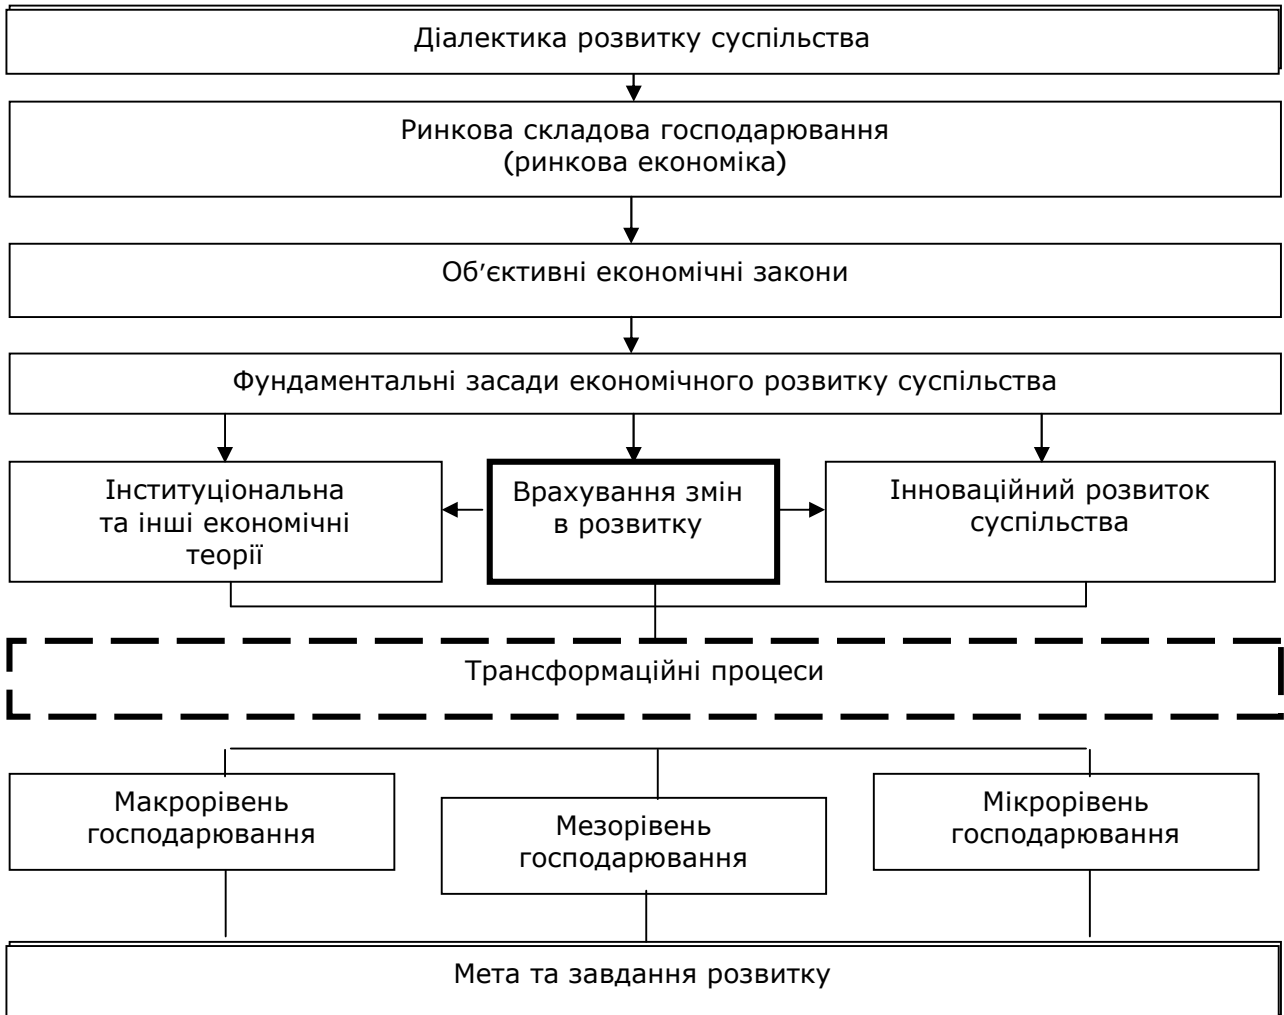 Діалектика розвитку суспільства
Ринкова складова господарювання
(ринкова економіка)
Об’єктивні економічні закони
Фундаментальні засади економічного розвитку суспільства
Інституціональна
та інші економічні
теорії
Врахування змін
в розвитку
Інноваційний розвиток
суспільства
Трансформаційні процеси
Макрорівень
господарювання
Мезорівень
господарювання
Мікрорівень
господарювання
Мета та завдання розвитку